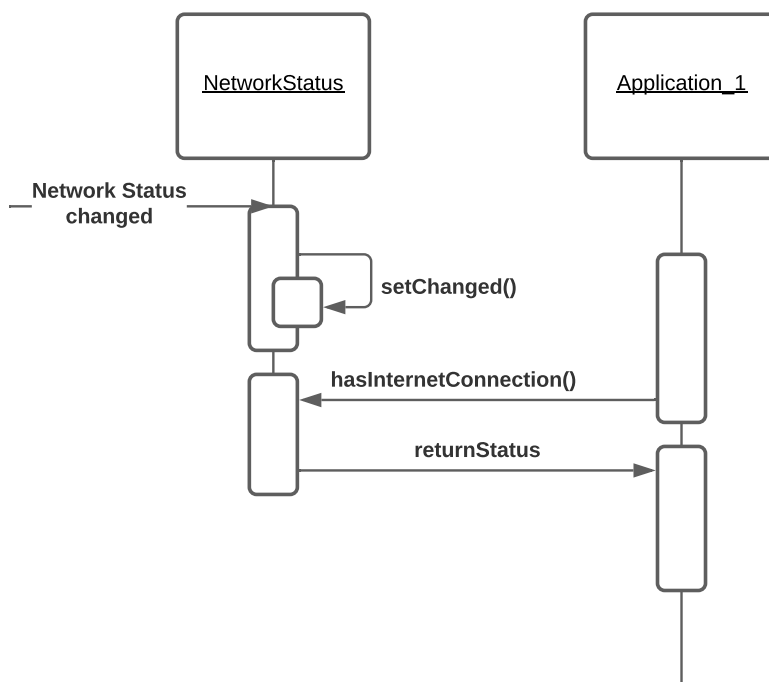 NetworkStatus
Application_1
Network Status
changed
setChanged()
hasInternetConnection()
returnStatus